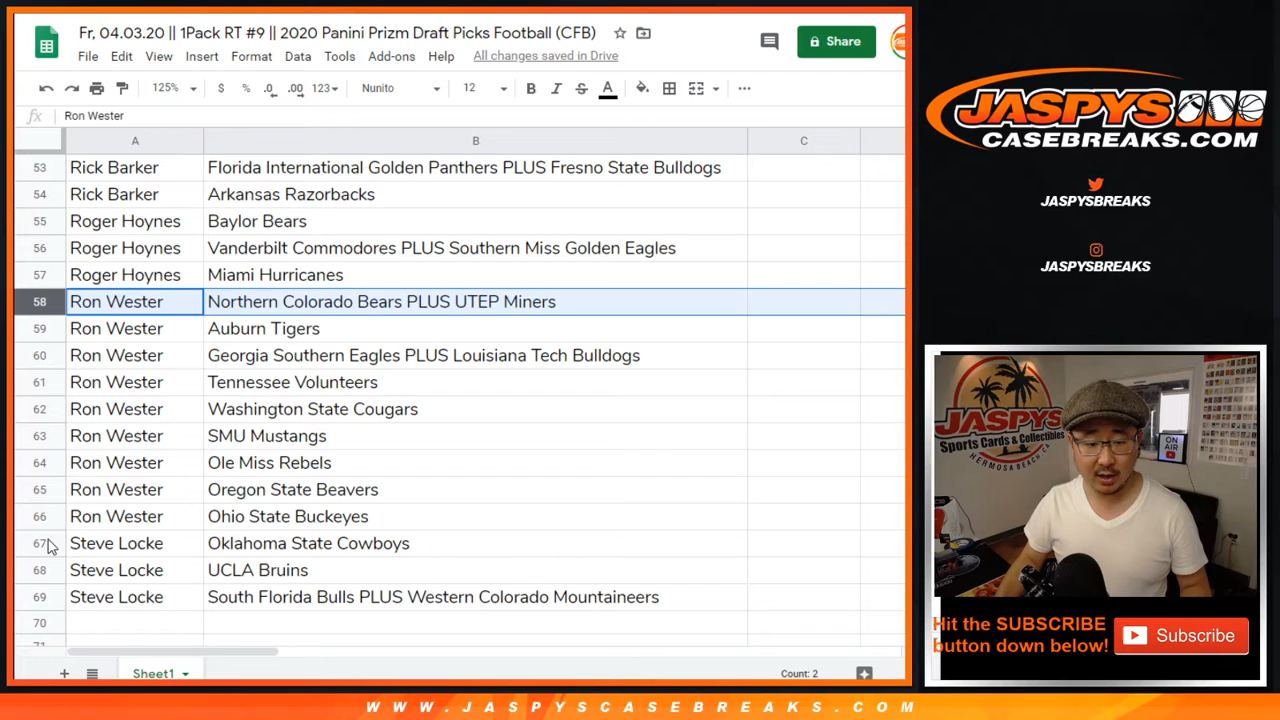 Fr, 04.03.20 || 1Pack RT #9 || 2020 Panini Prizm Draft Picks Football (CFB)
File Edit View Insert Format Data Tools Add-ons Help All changes saved in Drive
Share
125% $ % .0 .00 123 Nunito 12 B I S A
fx Ron Wester
A B C
53 Rick Barker Florida International Golden Panthers PLUS Fresno State Bulldogs
54 Rick Barker Arkansas Razorbacks
55 Roger Hoynes Baylor Bears
56 Roger Hoynes Vanderbilt Commodores PLUS Southern Miss Golden Eagles
57 Roger Hoynes Miami Hurricanes
58 Ron Wester Northern Colorado Bears PLUS UTEP Miners
59 Ron Wester Auburn Tigers
60 Ron Wester Georgia Southern Eagles PLUS Louisiana Tech Bulldogs
61 Ron Wester Tennessee Volunteers
62 Ron Wester Washington State Cougars
63 Ron Wester SMU Mustangs
64 Ron Wester Ole Miss Rebels
65 Ron Wester Oregon State Beavers
66 Ron Wester Ohio State Buckeyes
67 Steve Locke Oklahoma State Cowboys
68 Steve Locke UCLA Bruins
69 Steve Locke South Florida Bulls PLUS Western Colorado Mountaineers
70
Sheet1 Count: 2
JASPYS
CASEBREAKS.COM
JASPYSBREAKS
JASPYSBREAKS
JASPYS
Sports Cards & Collectibles
HERMOSA BEACH, CA
ON AIR
Hit the SUBSCRIBE
button down below!
Subscribe
WWW.JASPYSCASEBREAKS.COM